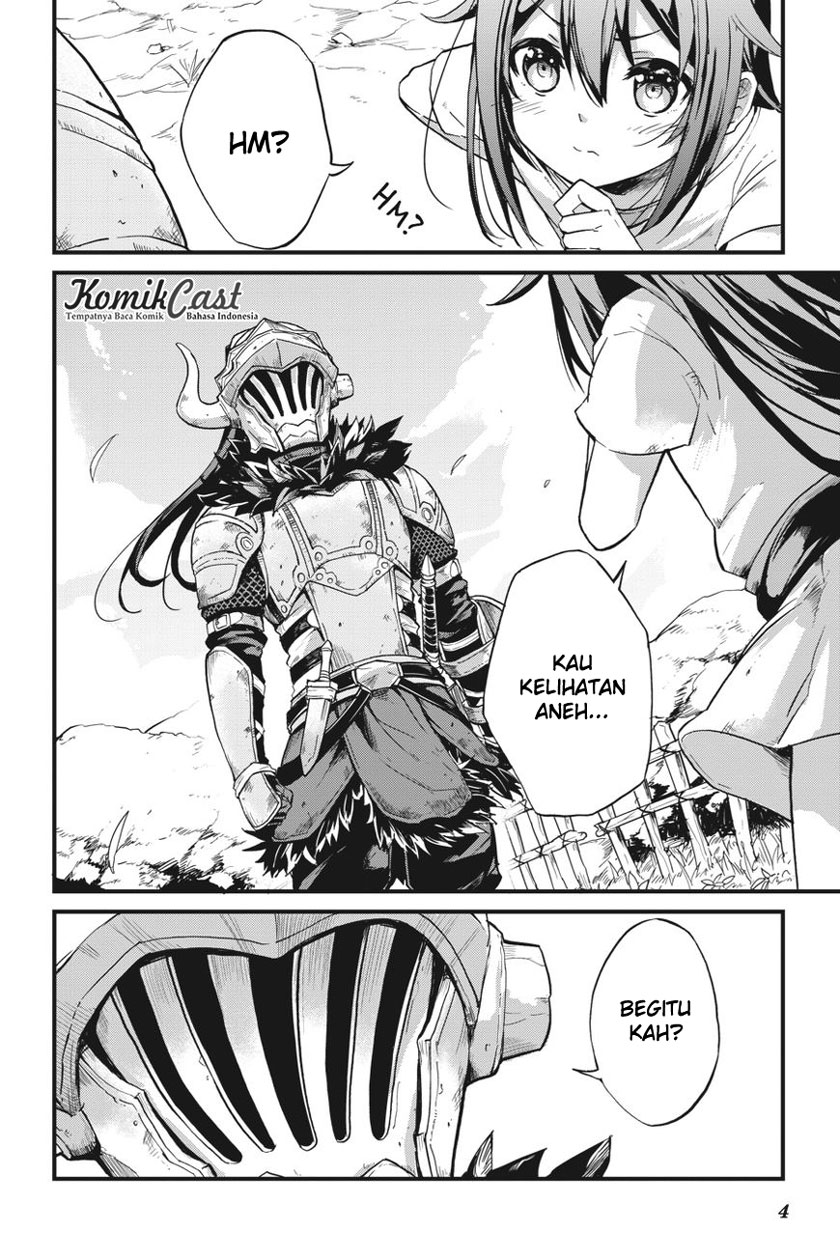 HM?
HM?
KomikCast
Tempatnya Baca Komik Bahasa Indonesia
KAU
KELIHATAN
ANEH...
BEGITU
KAH?
4